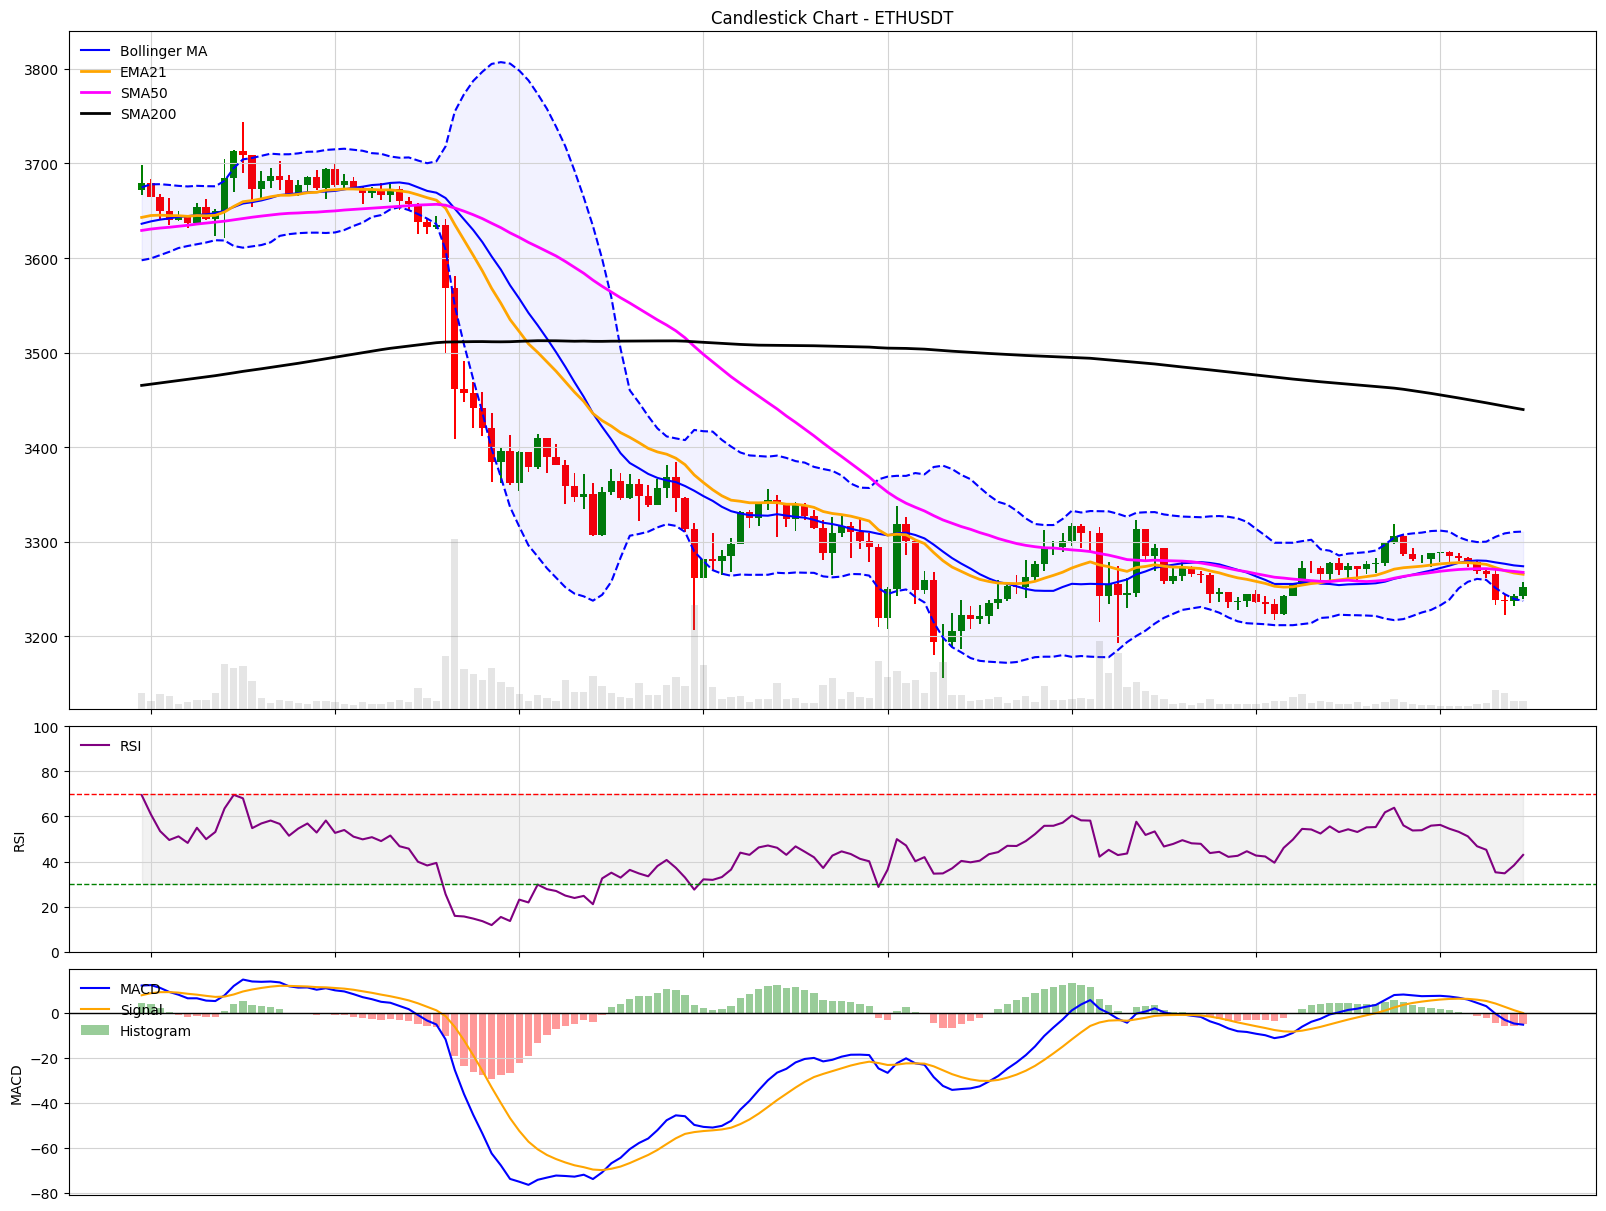 Candlestick Chart - ETHUSDT
Bollinger MA
EMA21
SMA50
SMA200
3800
3700
3600
3500
3400
3300
3200
100
80
60
40
20
0
RSI
RSI
0
−20
−40
−60
−80
MACD
MACD
Signal
Histogram